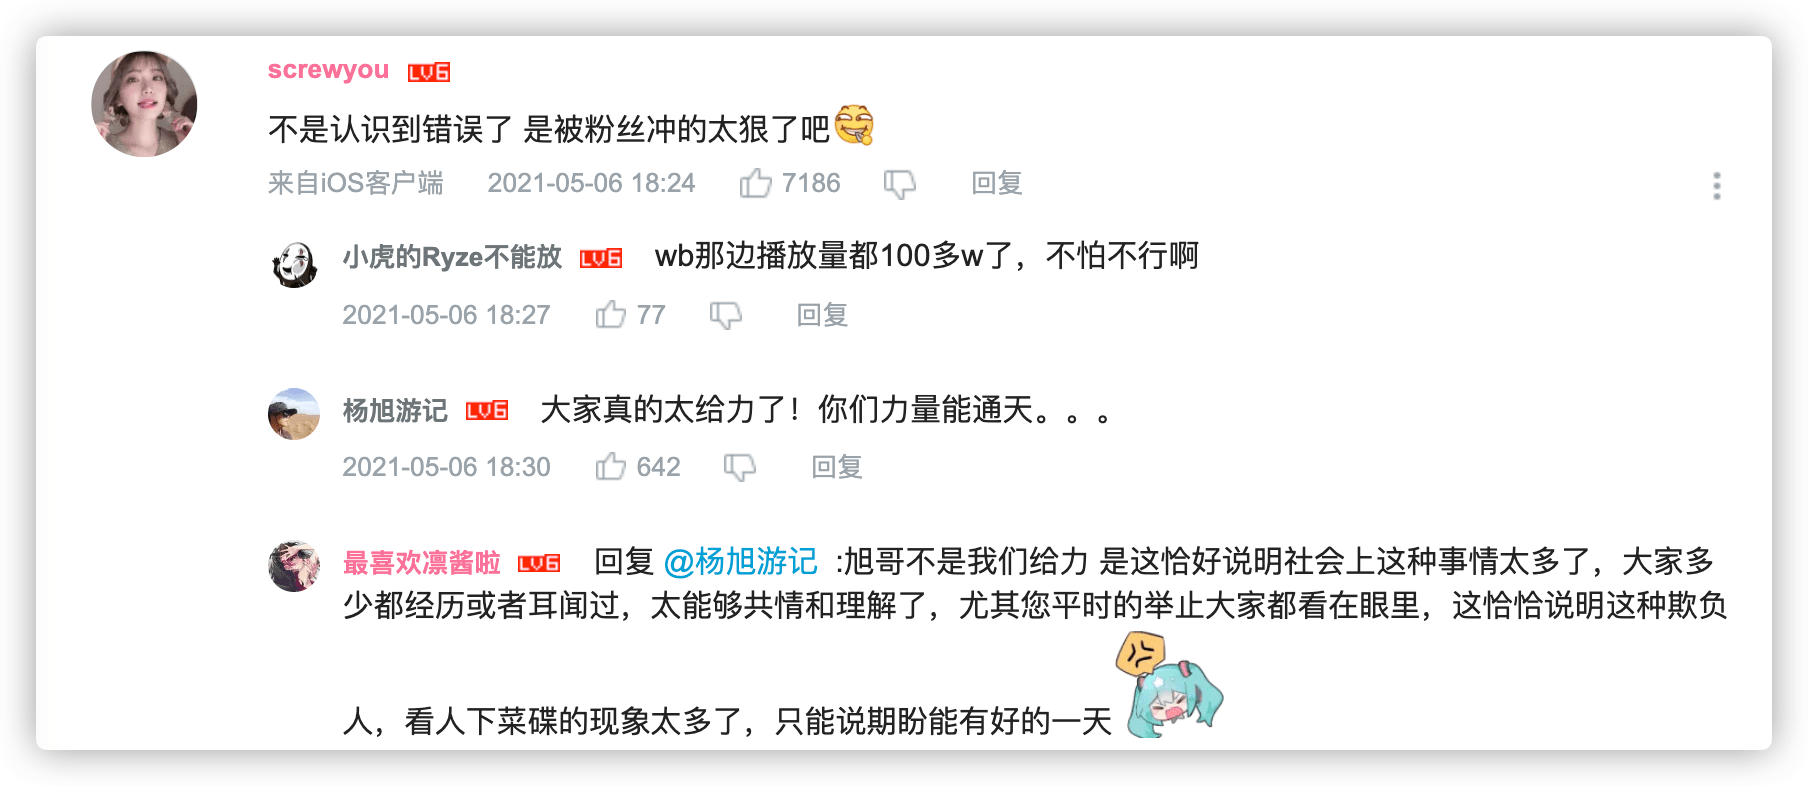 screwyou LV6
不是认识到错误了 是被粉丝冲的太狠了吧
来自iOS客户端 2021-05-06 18:24 7186 回复
小虎的Ryze不能放 LV6 wb那边播放量都100多w了，不怕不行啊
2021-05-06 18:27 77 回复
杨旭游记 LV6 大家真的太给力了！你们力量能通天。。。
2021-05-06 18:30 642 回复
最喜欢凛酱啦 LV6 回复 @杨旭游记 :旭哥不是我们给力 是这恰好说明社会上这种事情太多了，大家多
少都经历或者耳闻过，太能够共情和理解了，尤其您平时的举止大家都看在眼里，这恰恰说明这种欺负
人，看人下菜碟的现象太多了，只能说期盼能有好的一天